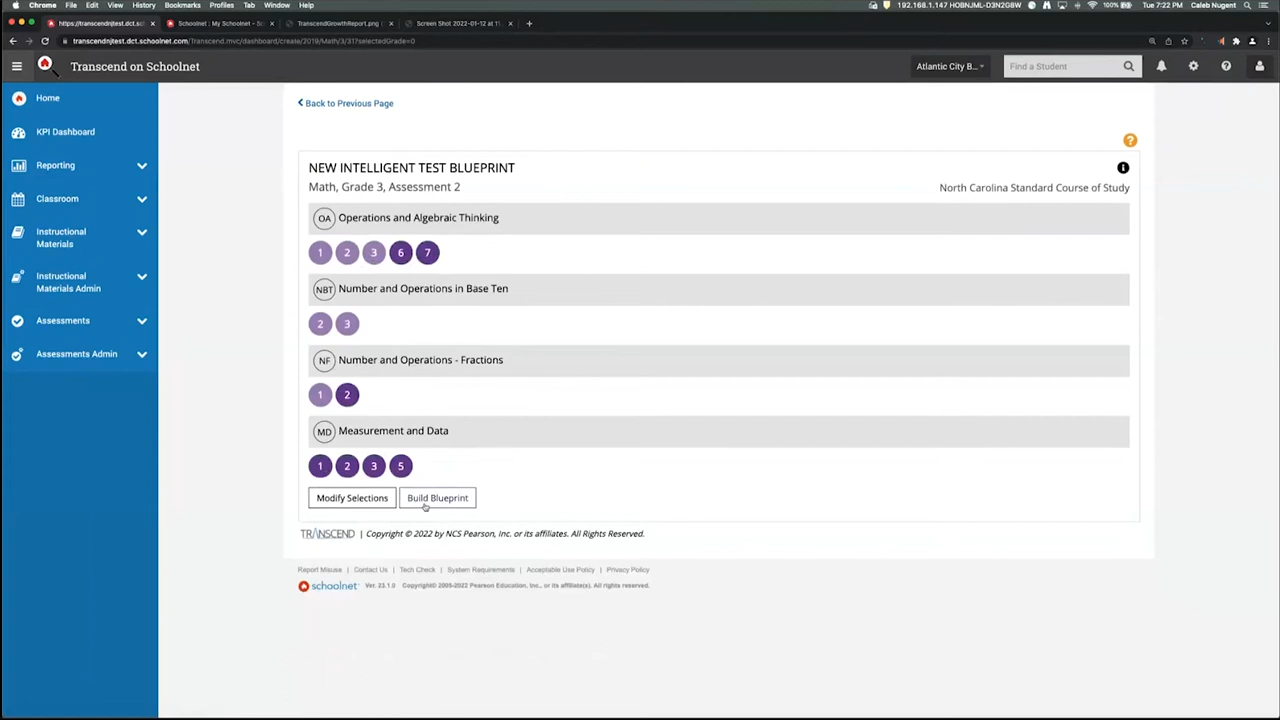 Chrome File Edit View History Bookmarks Profiles Tab Window Help
192.168.1.147 HOBNJML-D3N2G8W 100% Tue 7:22 PM Caleb Nugent
https://transcendnjtest.dct.sc Schoolnet : My Schoolnet - Sc TranscendGrowthReport.png Screen Shot 2022-01-12 at 11
transcendnjtest.dct.schoolnet.com/Transcend.mvc/dashboard/create/2019/Math/3/31?selectedGrade=0
Transcend on Schoolnet
Atlantic City B...
Find a Student
Home
KPI Dashboard
Reporting
Classroom
Instructional
Materials
Instructional
Materials Admin
Assessments
Assessments Admin
Back to Previous Page
NEW INTELLIGENT TEST BLUEPRINT
Math, Grade 3, Assessment 2
North Carolina Standard Course of Study
OA Operations and Algebraic Thinking
1 2 3 6 7
NBT Number and Operations in Base Ten
2 3
NF Number and Operations - Fractions
1 2
MD Measurement and Data
1 2 3 5
Modify Selections Build Blueprint
TRANSCEND | Copyright © 2022 by NCS Pearson, Inc. or its affiliates. All Rights Reserved.
Report Misuse | Contact Us | Tech Check | System Requirements | Acceptable Use Policy | Privacy Policy
schoolnet Ver. 23.1.0 Copyright© 2005-2022 Pearson Education, Inc., or its affiliate(s). All rights reserved.